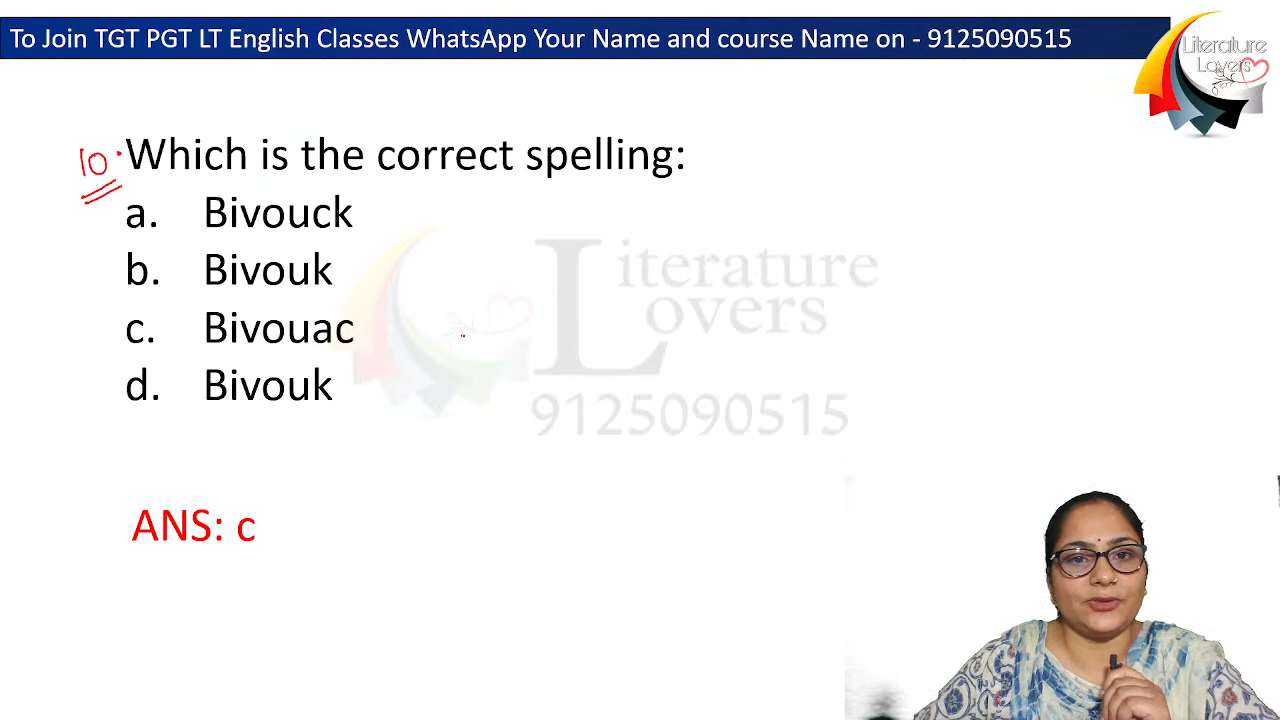 To Join TGT PGT LT English Classes WhatsApp Your Name and course Name on - 9125090515
Literature
Lovers
10.
Which is the correct spelling:
a. Bivouck
b. Bivouk
c. Bivouac
d. Bivouk
Literature
Lovers
9125090515
ANS: c